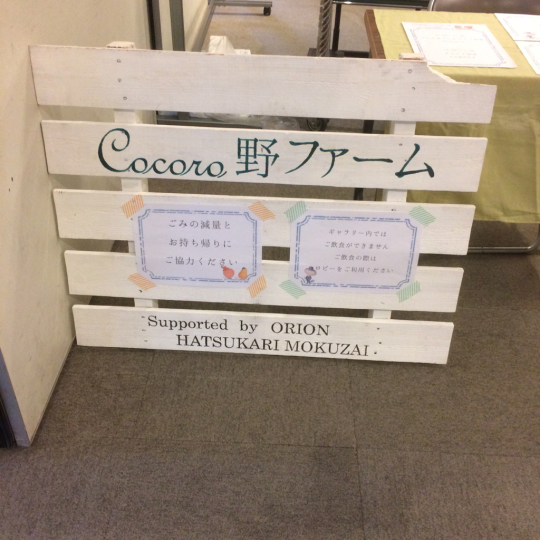 Cocoro野ファーム
ごみの減量と
お持ち帰りに
ご協力ください
ギャラリー内では
ご飲食ができません
ご飲食の際は
ロビーをご利用ください
Supported by ORION
HATSUKARI MOKUZAI